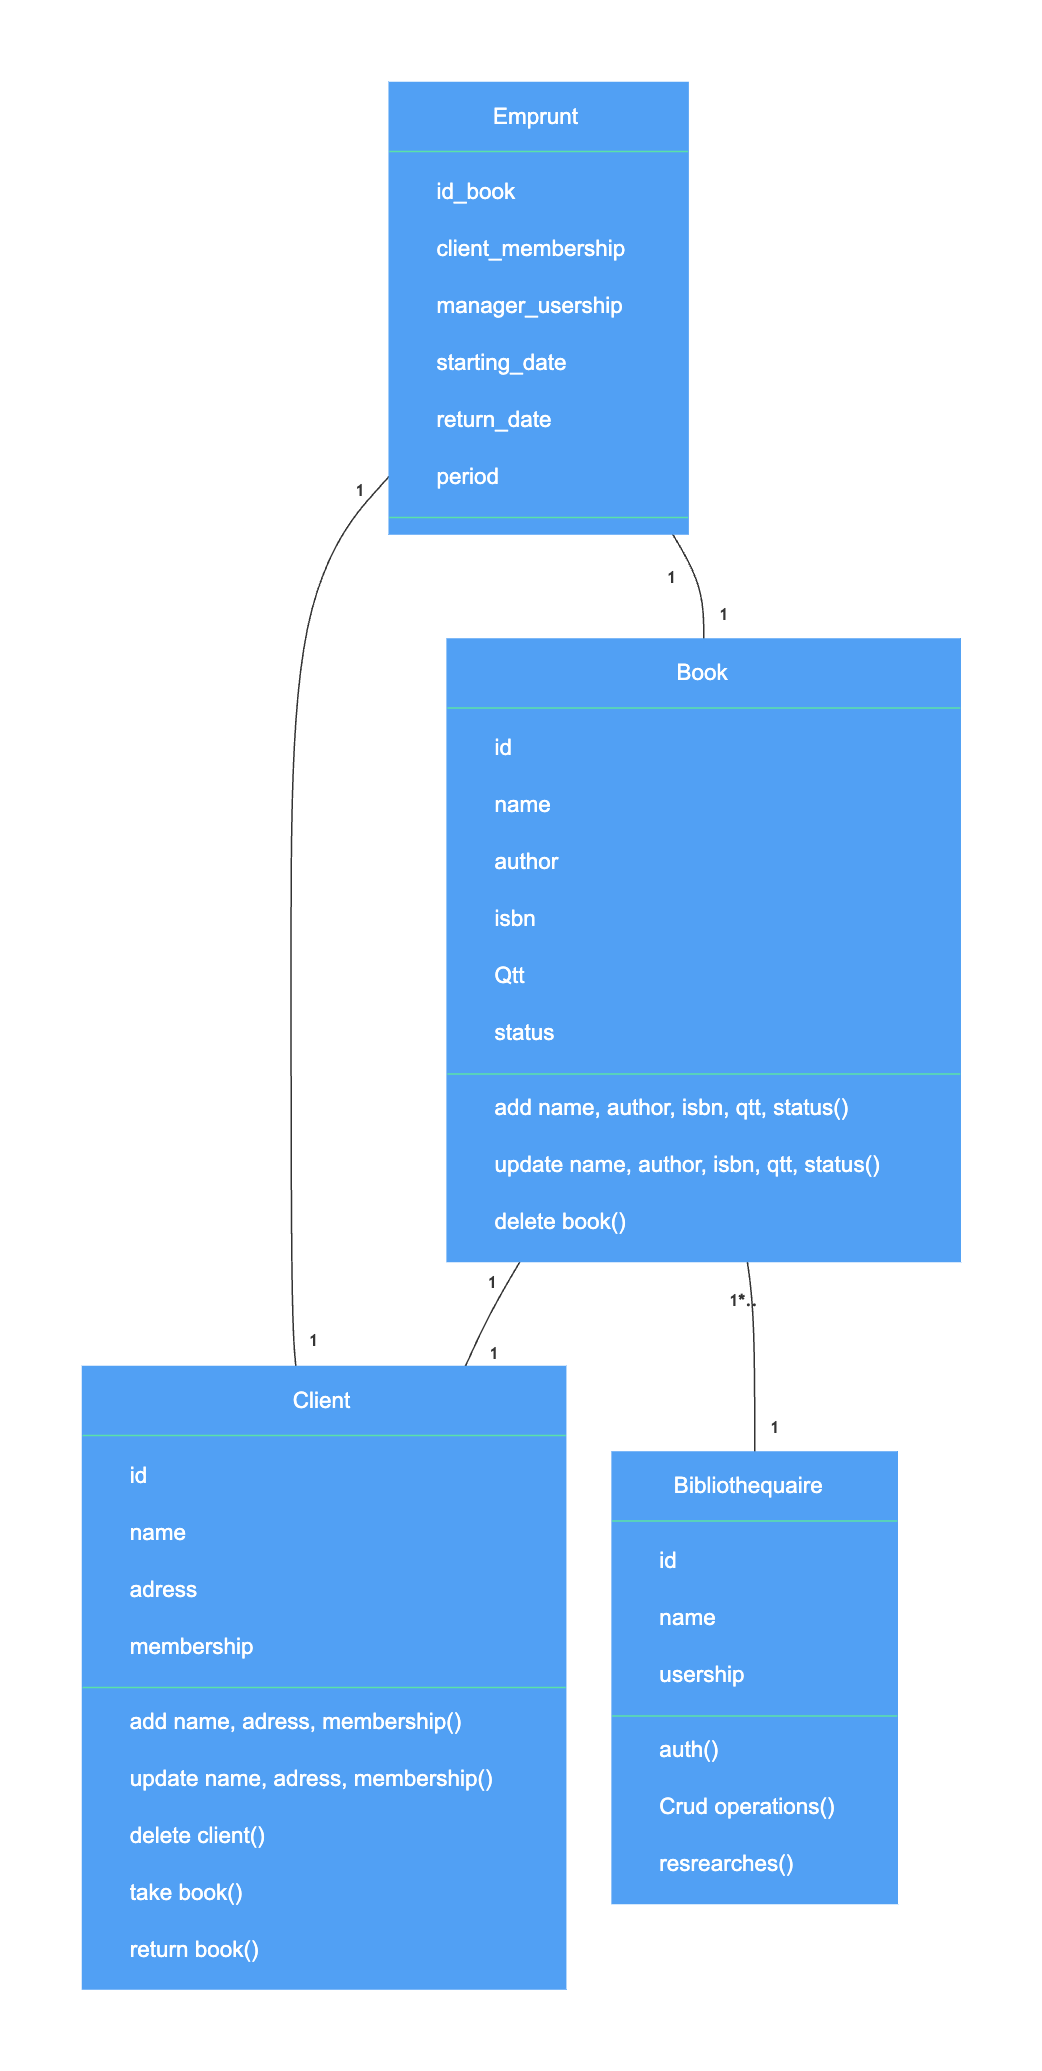 Emprunt
id_book
client_membership
manager_usership
starting_date
return_date
period
1
1
1
Book
id
name
author
isbn
Qtt
status
add name, author, isbn, qtt, status()
update name, author, isbn, qtt, status()
delete book()
1
1*..
1
1
1
Client
id
name
adress
membership
add name, adress, membership()
update name, adress, membership()
delete client()
take book()
return book()
Bibliothequaire
id
name
usership
auth()
Crud operations()
resrearches()